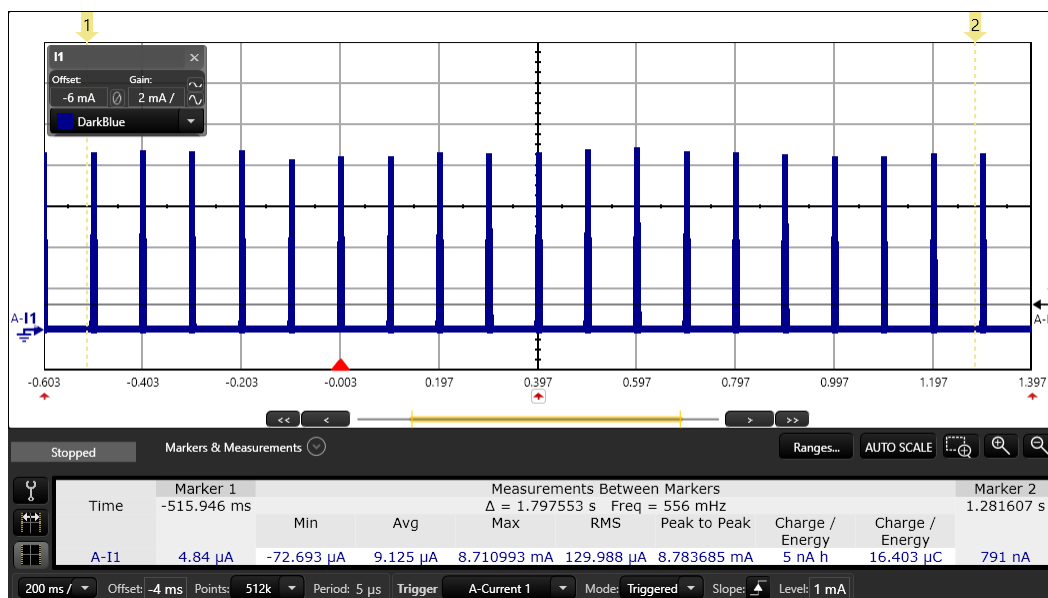 1
2
I1
Offset: Gain:
-6 mA 2 mA /
DarkBlue
A-I1
A-I
-0.603 -0.403 -0.203 -0.003 0.197 0.397 0.597 0.797 0.997 1.197 1.397
<< < > >>
Stopped Markers & Measurements Ranges... AUTO SCALE
Marker 1 Measurements Between Markers Marker 2
Time -515.946 ms Δ = 1.797553 s Freq = 556 mHz 1.281607 s
Min Avg Max RMS Peak to Peak Charge / Energy Charge / Energy
A-I1 4.84 µA -72.693 µA 9.125 µA 8.710993 mA 129.988 µA 8.783685 mA 5 nA h 16.403 µC 791 nA
200 ms / Offset: -4 ms Points: 512k Period: 5 µs Trigger A-Current 1 Mode: Triggered Slope: Level: 1 mA